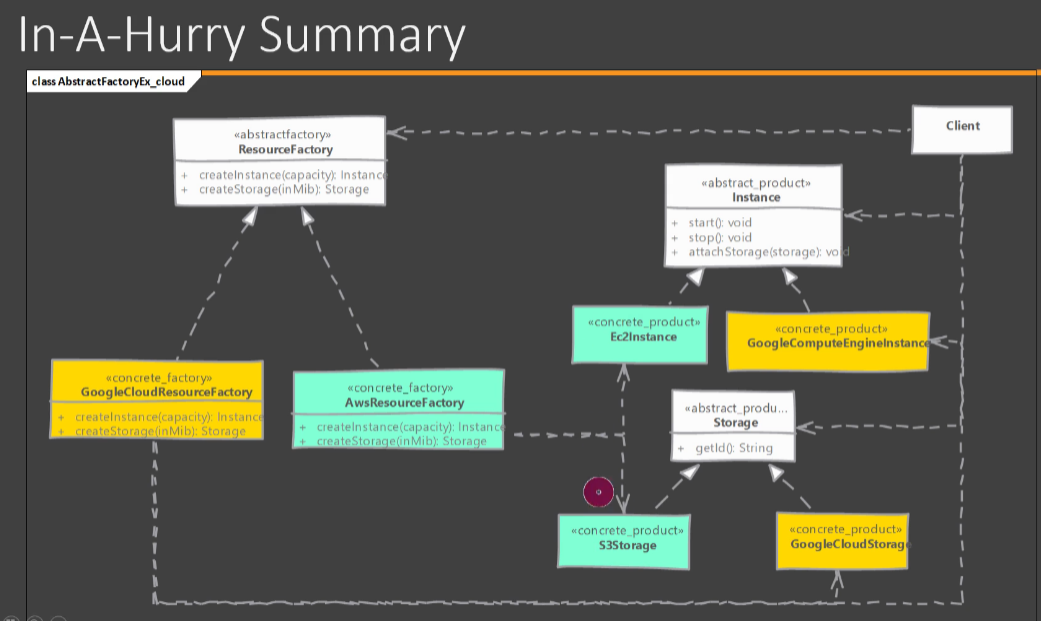 In-A-Hurry Summary
class AbstractFactoryEx_cloud
«abstractfactory»
ResourceFactory
+ createInstance(capacity): Instance
+ createStorage(inMib): Storage
Client
«abstract_product»
Instance
+ start(): void
+ stop(): void
+ attachStorage(storage): void
«concrete_product»
Ec2Instance
«concrete_product»
GoogleComputeEngineInstance
«concrete_factory»
GoogleCloudResourceFactory
+ createInstance(capacity): Instance
+ createStorage(inMib): Storage
«concrete_factory»
AwsResourceFactory
+ createInstance(capacity): Instance
+ createStorage(inMib): Storage
«abstract_produ...
Storage
+ getId(): String
«concrete_product»
S3Storage
«concrete_product»
GoogleCloudStorage